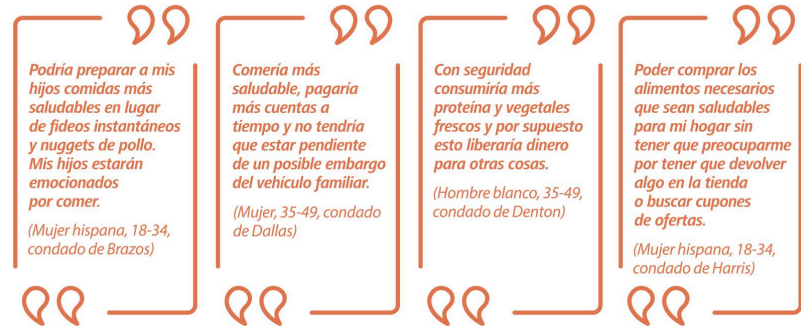 Podría preparar a mis
hijos comidas más
saludables en lugar
de fideos instantáneos
y nuggets de pollo.
Mis hijos estarán
emocionados
por comer.
(Mujer hispana, 18-34,
condado de Brazos)
Comería más
saludable, pagaría
más cuentas a
tiempo y no tendría
que estar pendiente
de un posible embargo
del vehículo familiar.
(Mujer, 35-49, condado
de Dallas)
Con seguridad
consumiría más
proteína y vegetales
frescos y por supuesto
esto liberaría dinero
para otras cosas.
(Hombre blanco, 35-49,
condado de Denton)
Poder comprar los
alimentos necesarios
que sean saludables
para mi hogar sin
tener que preocuparme
por tener que devolver
algo en la tienda
o buscar cupones
de ofertas.
(Mujer hispana, 18-34,
condado de Harris)